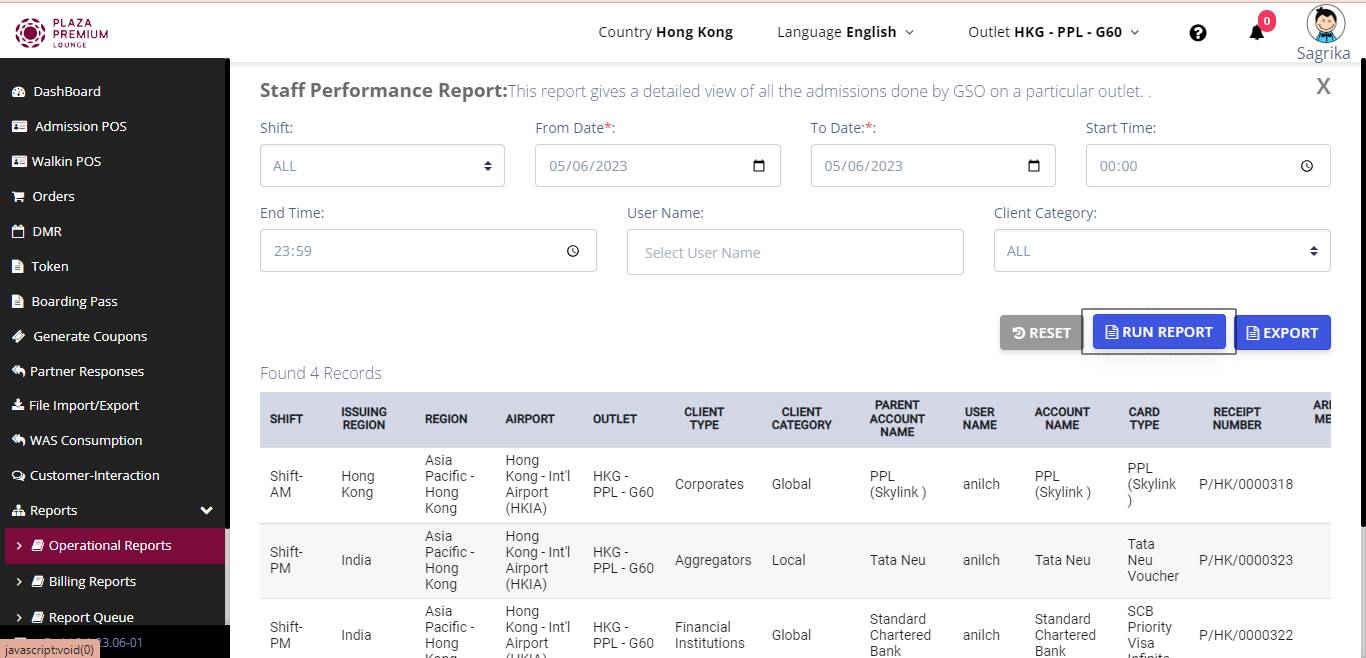 PLAZA
PREMIUM
LOUNGE
Country Hong Kong
Language English
Outlet HKG - PPL - G60
0
Sagrika
DashBoard
Admission POS
Walkin POS
Orders
DMR
Token
Boarding Pass
Generate Coupons
Partner Responses
File Import/Export
WAS Consumption
Customer-Interaction
Reports
Operational Reports
Billing Reports
Report Queue
23.06-01
javascript:void(0)
Staff Performance Report:This report gives a detailed view of all the admissions done by GSO on a particular outlet. .
X
Shift:
From Date*:
To Date:*:
Start Time:
ALL
05/06/2023
05/06/2023
00:00
End Time:
User Name:
Client Category:
23:59
Select User Name
ALL
RESET
RUN REPORT
EXPORT
Found 4 Records
SHIFT
ISSUING
REGION
REGION
AIRPORT
OUTLET
CLIENT
TYPE
CLIENT
CATEGORY
PARENT
ACCOUNT
NAME
USER
NAME
ACCOUNT
NAME
CARD
TYPE
RECEIPT
NUMBER
Shift-
AM
Hong
Kong
Asia
Pacific -
Hong
Kong
Hong
Kong - Int'l
Airport
(HKIA)
HKG -
PPL - G60
Corporates
Global
PPL
(Skylink )
anilch
PPL
(Skylink )
PPL
(Skylink
)
P/HK/0000318
Shift-
PM
India
Asia
Pacific -
Hong
Kong
Hong
Kong - Int'l
Airport
(HKIA)
HKG -
PPL - G60
Aggregators
Local
Tata Neu
anilch
Tata Neu
Tata
Neu
Voucher
P/HK/0000323
Shift-
PM
India
Asia
Pacific -
Hong
Hong
Kong - Int'l
Airport
HKG -
PPL - G60
Financial
Institutions
Global
Standard
Chartered
Bank
anilch
Standard
Chartered
Bank
SCB
Priority
Visa
P/HK/0000322